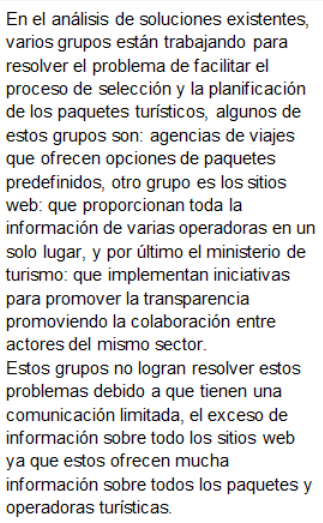 En el análisis de soluciones existentes,
varios grupos están trabajando para
resolver el problema de facilitar el
proceso de selección y la planificación
de los paquetes turísticos, algunos de
estos grupos son: agencias de viajes
que ofrecen opciones de paquetes
predefinidos, otro grupo es los sitios
web: que proporcionan toda la
información de varias operadoras en un
solo lugar, y por último el ministerio de
turismo: que implementan iniciativas
para promover la transparencia
promoviendo la colaboración entre
actores del mismo sector.
Estos grupos no logran resolver estos
problemas debido a que tienen una
comunicación limitada, el exceso de
información sobre todo los sitios web
ya que estos ofrecen mucha
información sobre todos los paquetes y
operadoras turísticas.